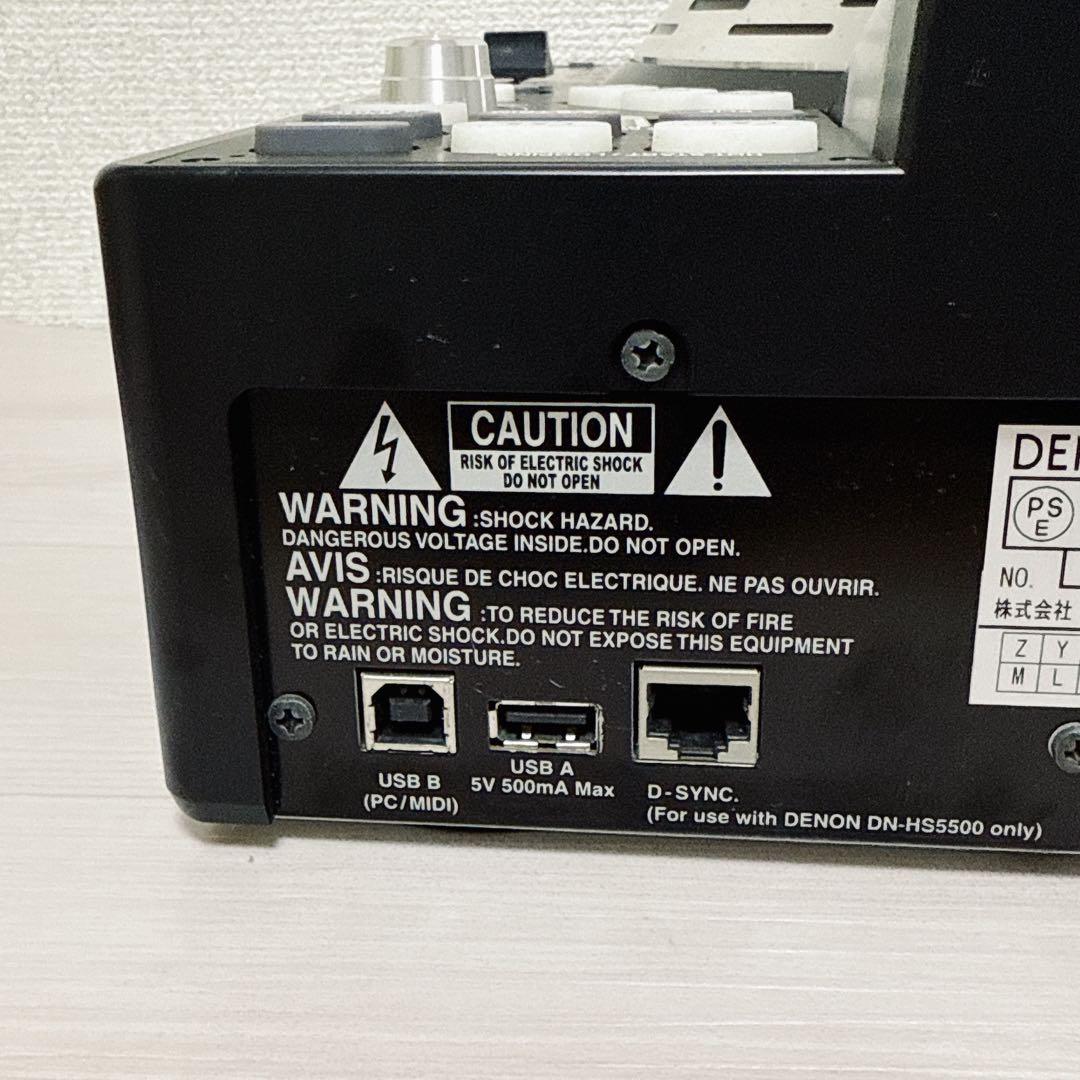 CAUTION
RISK OF ELECTRIC SHOCK
DO NOT OPEN
WARNING :SHOCK HAZARD.
DANGEROUS VOLTAGE INSIDE.DO NOT OPEN.
AVIS :RISQUE DE CHOC ELECTRIQUE. NE PAS OUVRIR.
WARNING :TO REDUCE THE RISK OF FIRE
OR ELECTRIC SHOCK.DO NOT EXPOSE THIS EQUIPMENT
TO RAIN OR MOISTURE.
USB B
(PC/MIDI)
USB A
5V 500mA Max
D-SYNC.
(For use with DENON DN-HS5500 only)
PS
E
NO.
株式会社
Z Y
M L